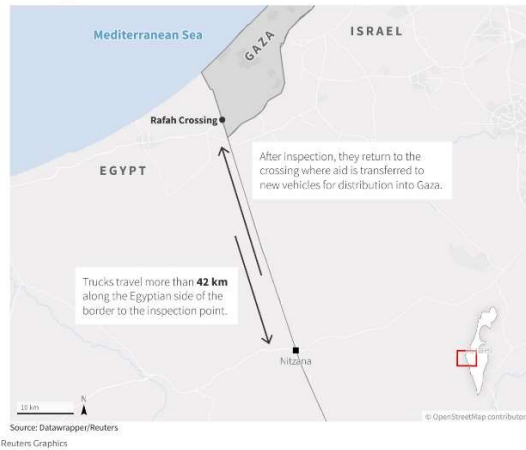 Mediterranean Sea
ISRAEL
GAZA
Rafah Crossing
EGYPT
After inspection, they return to the
crossing where aid is transferred to
new vehicles for distribution into Gaza.
Trucks travel more than 42 km
along the Egyptian side of the
border to the inspection point.
Nitzana
10 km
N
© OpenStreetMap contributor
Source: Datawrapper/Reuters
Reuters Graphics